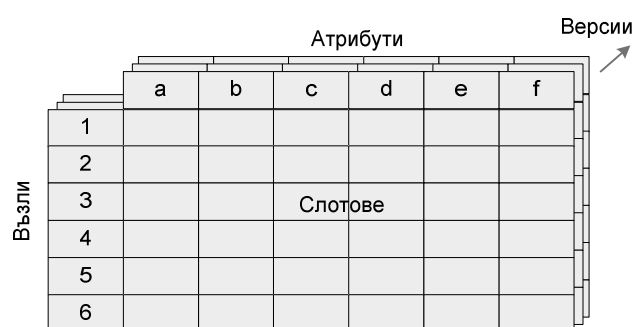 Версии
Атрибути
a b c d e f
1
2
3 Слотове
4
5
6
Възли